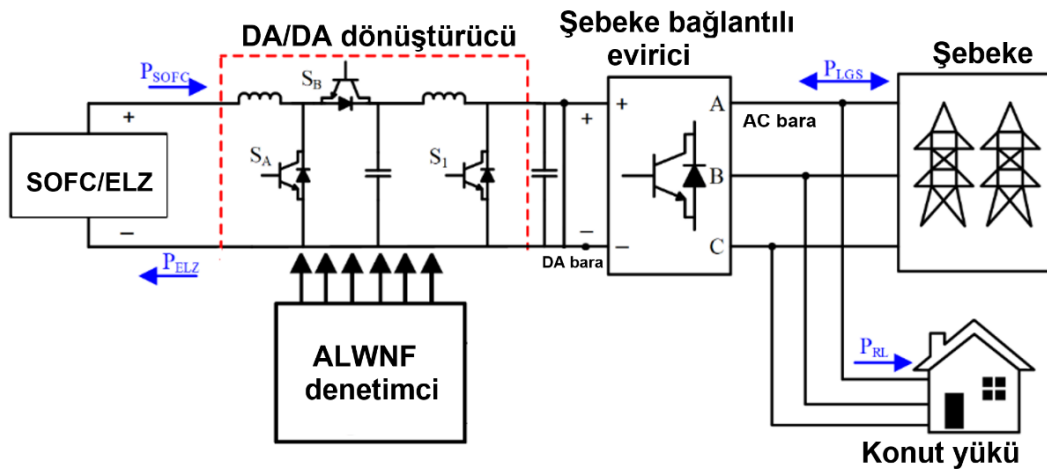 DA/DA dönüştürücü
Şebeke bağlantılı
evirici
Şebeke
P_SOFC
S_B
P_LGS
+
+
+
A
AC bara
S_A
S_1
B
SOFC/ELZ
−
−
−
C
P_ELZ
DA bara
ALWNF
denetimci
P_RL
Konut yükü